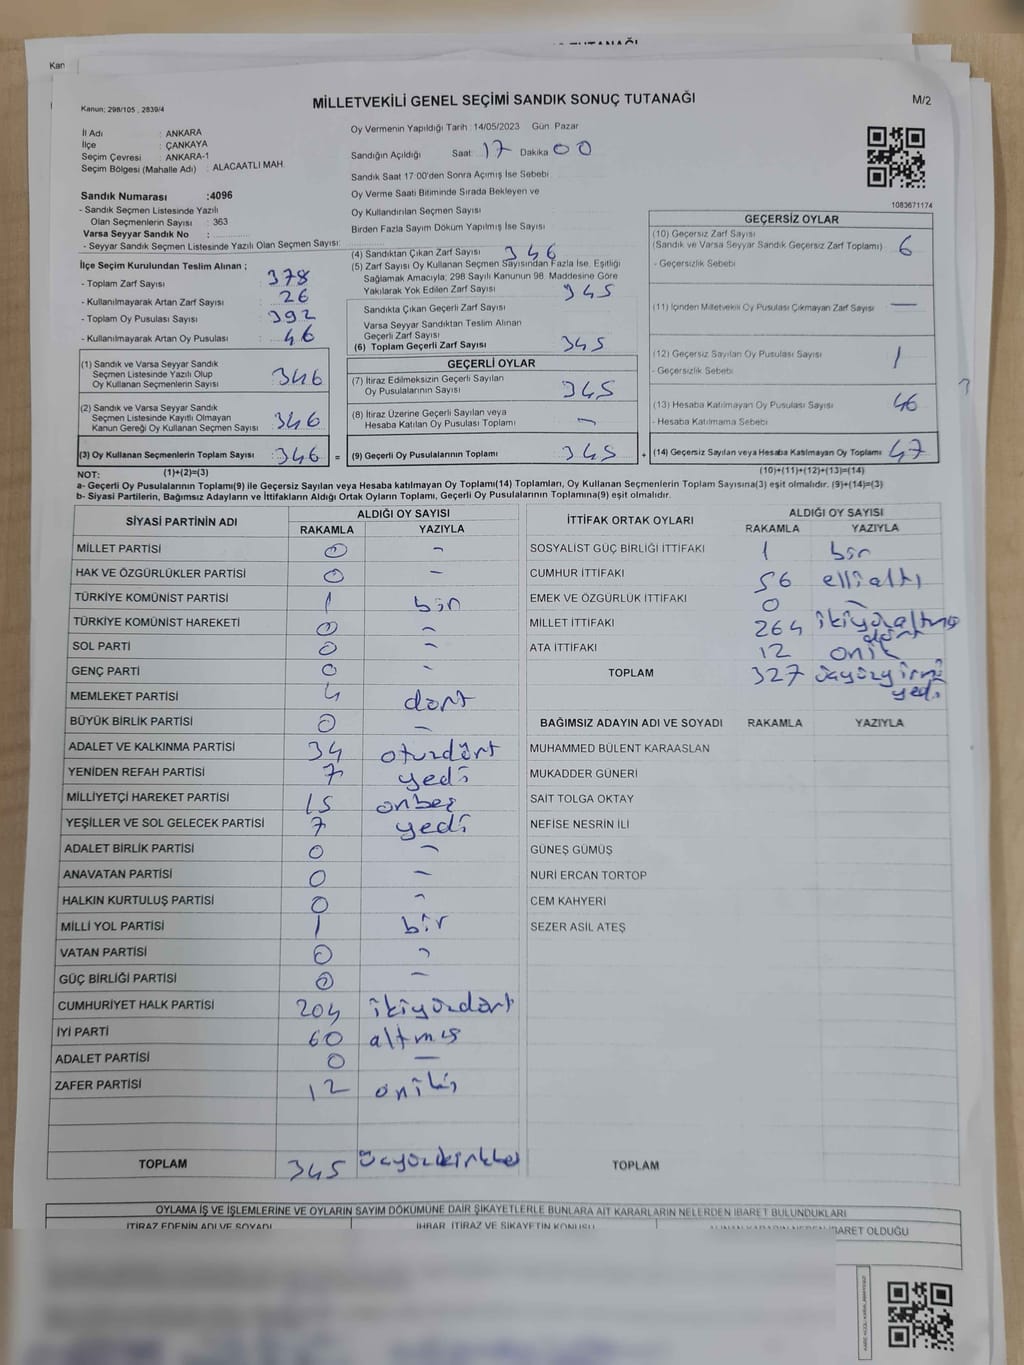 TUTANAĞI
Kan
Kanun: 298/105 , 2839/4
MİLLETVEKİLİ GENEL SEÇİMİ SANDIK SONUÇ TUTANAĞI
M/2
İl Adı : ANKARA
İlçe : ÇANKAYA
Seçim Çevresi : ANKARA-1
Seçim Bölgesi (Mahalle Adı) : ALACAATLI MAH.
Oy Vermenin Yapıldığı Tarih :14/05/2023 Gün :Pazar
Sandığın Açıldığı Saat: 17 Dakika 00
Sandık Saat 17:00'den Sonra Açımış İse Sebebi
Oy Verme Saati Bitiminde Sırada Bekleyen ve
Oy Kullandırılan Seçmen Sayısı
Birden Fazla Sayım Döküm Yapılmış İse Sayısı
1083671174
Sandık Numarası :4096
- Sandık Seçmen Listesinde Yazılı
Olan Seçmenlerin Sayısı : 363
Varsa Seyyar Sandık No :
- Seyyar Sandık Seçmen Listesinde Yazılı Olan Seçmen Sayısı:
İlçe Seçim Kurulundan Teslim Alınan ;
- Toplam Zarf Sayısı : 378
- Kullanılmayarak Artan Zarf Sayısı : 26
- Toplam Oy Pusulası Sayısı : 392
- Kullanılmayarak Artan Oy Pusulası : 46
(4) Sandıktan Çıkan Zarf Sayısı 346
(5) Zarf Sayısı Oy Kullanan Seçmen Sayısından Fazla İse, Eşitliği
Sağlamak Amacıyla; 298 Sayılı Kanunun 98. Maddesine Göre
Yakılarak Yok Edilen Zarf Sayısı 345
Sandıkta Çıkan Geçerli Zarf Sayısı
Varsa Seyyar Sandıktan Teslim Alınan
Geçerli Zarf Sayısı
(6) Toplam Geçerli Zarf Sayısı 345
GEÇERSİZ OYLAR
(10) Geçersiz Zarf Sayısı
(Sandık ve Varsa Seyyar Sandık Geçersiz Zarf Toplamı) 6
- Geçersizlik Sebebi
(11) İçinden Milletvekili Oy Pusulası Çıkmayan Zarf Sayısı —
(12) Geçersiz Sayılan Oy Pusulası Sayısı 1
- Geçersizlik Sebebi
(13) Hesaba Katılmayan Oy Pusulası Sayısı 46
- Hesaba Katılmama Sebebi
(14) Geçersiz Sayılan veya Hesaba Katılmayan Oy Toplamı 47
(10)+(11)+(12)+(13)=(14)
(1) Sandık ve Varsa Seyyar Sandık
Seçmen Listesinde Yazılı Olup
Oy Kullanan Seçmenlerin Sayısı 346
(2) Sandık ve Varsa Seyyar Sandık
Seçmen Listesinde Kayıtlı Olmayan
Kanun Gereği Oy Kullanan Seçmen Sayısı 346
(3) Oy Kullanan Seçmenlerin Toplam Sayısı 346 =
GEÇERLİ OYLAR
(7) İtiraz Edilmeksizin Geçerli Sayılan
Oy Pusulalarının Sayısı 345
(8) İtiraz Üzerine Geçerli Sayılan veya
Hesaba Katılan Oy Pusulası Toplamı —
(9) Geçerli Oy Pusulalarının Toplamı 345 +
NOT: (1)+(2)=(3)
a- Geçerli Oy Pusulalarının Toplamı(9) ile Geçersiz Sayılan veya Hesaba katılmayan Oy Toplamı(14) Toplamları, Oy Kullanan Seçmenlerin Toplam Sayısına(3) eşit olmalıdır. (9)+(14)=(3)
b- Siyasi Partilerin, Bağımsız Adayların ve İttifakların Aldığı Ortak Oyların Toplamı, Geçerli Oy Pusulalarının Toplamına(9) eşit olmalıdır.
SİYASİ PARTİNİN ADI ALDIĞI OY SAYISI
RAKAMLA YAZIYLA
MİLLET PARTİSİ 0 —
HAK VE ÖZGÜRLÜKLER PARTİSİ 0 —
TÜRKİYE KOMÜNİST PARTİSİ 1 bir
TÜRKİYE KOMÜNİST HAREKETİ 0 —
SOL PARTİ 0 —
GENÇ PARTİ 0 —
MEMLEKET PARTİSİ 4 dört
BÜYÜK BİRLİK PARTİSİ 0 —
ADALET VE KALKINMA PARTİSİ 34 otuzdört
YENİDEN REFAH PARTİSİ 7 yedi
MİLLİYETÇİ HAREKET PARTİSİ 15 onbeş
YEŞİLLER VE SOL GELECEK PARTİSİ 7 yedi
ADALET BİRLİK PARTİSİ 0 —
ANAVATAN PARTİSİ 0 —
HALKIN KURTULUŞ PARTİSİ 0 —
MİLLİ YOL PARTİSİ 1 bir
VATAN PARTİSİ 0 —
GÜÇ BİRLİĞİ PARTİSİ 0 —
CUMHURİYET HALK PARTİSİ 204 ikiyüzdört
İYİ PARTİ 60 altmış
ADALET PARTİSİ 0 —
ZAFER PARTİSİ 12 oniki
TOPLAM 345 üçyüzkırkbeş
İTTİFAK ORTAK OYLARI ALDIĞI OY SAYISI
RAKAMLA YAZIYLA
SOSYALİST GÜÇ BİRLİĞİ İTTİFAKI 1 bir
CUMHUR İTTİFAKI 56 ellialtı
EMEK VE ÖZGÜRLÜK İTTİFAKI 0
MİLLET İTTİFAKI 264 ikiyüzaltmış
dört
ATA İTTİFAKI 12 onik
TOPLAM 327 üçyüzyirmi
yedi
BAĞIMSIZ ADAYIN ADI VE SOYADI RAKAMLA YAZIYLA
MUHAMMED BÜLENT KARAASLAN
MUKADDER GÜNERİ
SAİT TOLGA OKTAY
NEFİSE NESRİN İLİ
GÜNEŞ GÜMÜŞ
NURİ ERCAN TORTOP
CEM KAHYERİ
SEZER ASİL ATEŞ
TOPLAM
OYLAMA İŞ VE İŞLEMLERİNE VE OYLARIN SAYIM DÖKÜMÜNE DAİR ŞİKAYETLERLE BUNLARA AİT KARARLARIN NELERDEN İBARET BULUNDUKLARI
İTİRAZ EDENİN ADI VE SOYADI İHBAR, İTİRAZ VE ŞİKAYETİN KONUSU ALINAN KARARIN NEDEN İBARET OLDUĞU